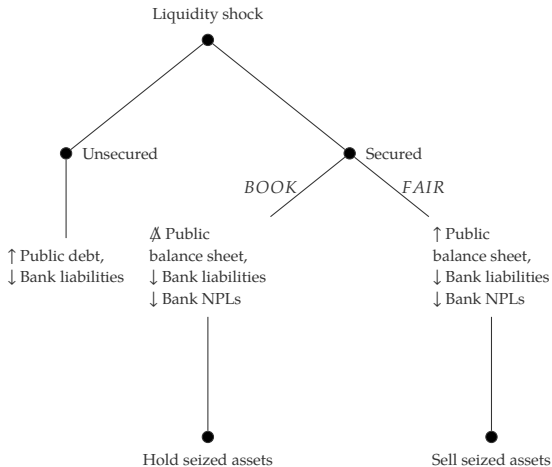 Liquidity shock
Unsecured
Secured
BOOK
FAIR
↑ Public debt,
↓ Bank liabilities
∆̸ Public
balance sheet,
↓ Bank liabilities
↓ Bank NPLs
↑ Public
balance sheet,
↓ Bank liabilities
↓ Bank NPLs
Hold seized assets
Sell seized assets